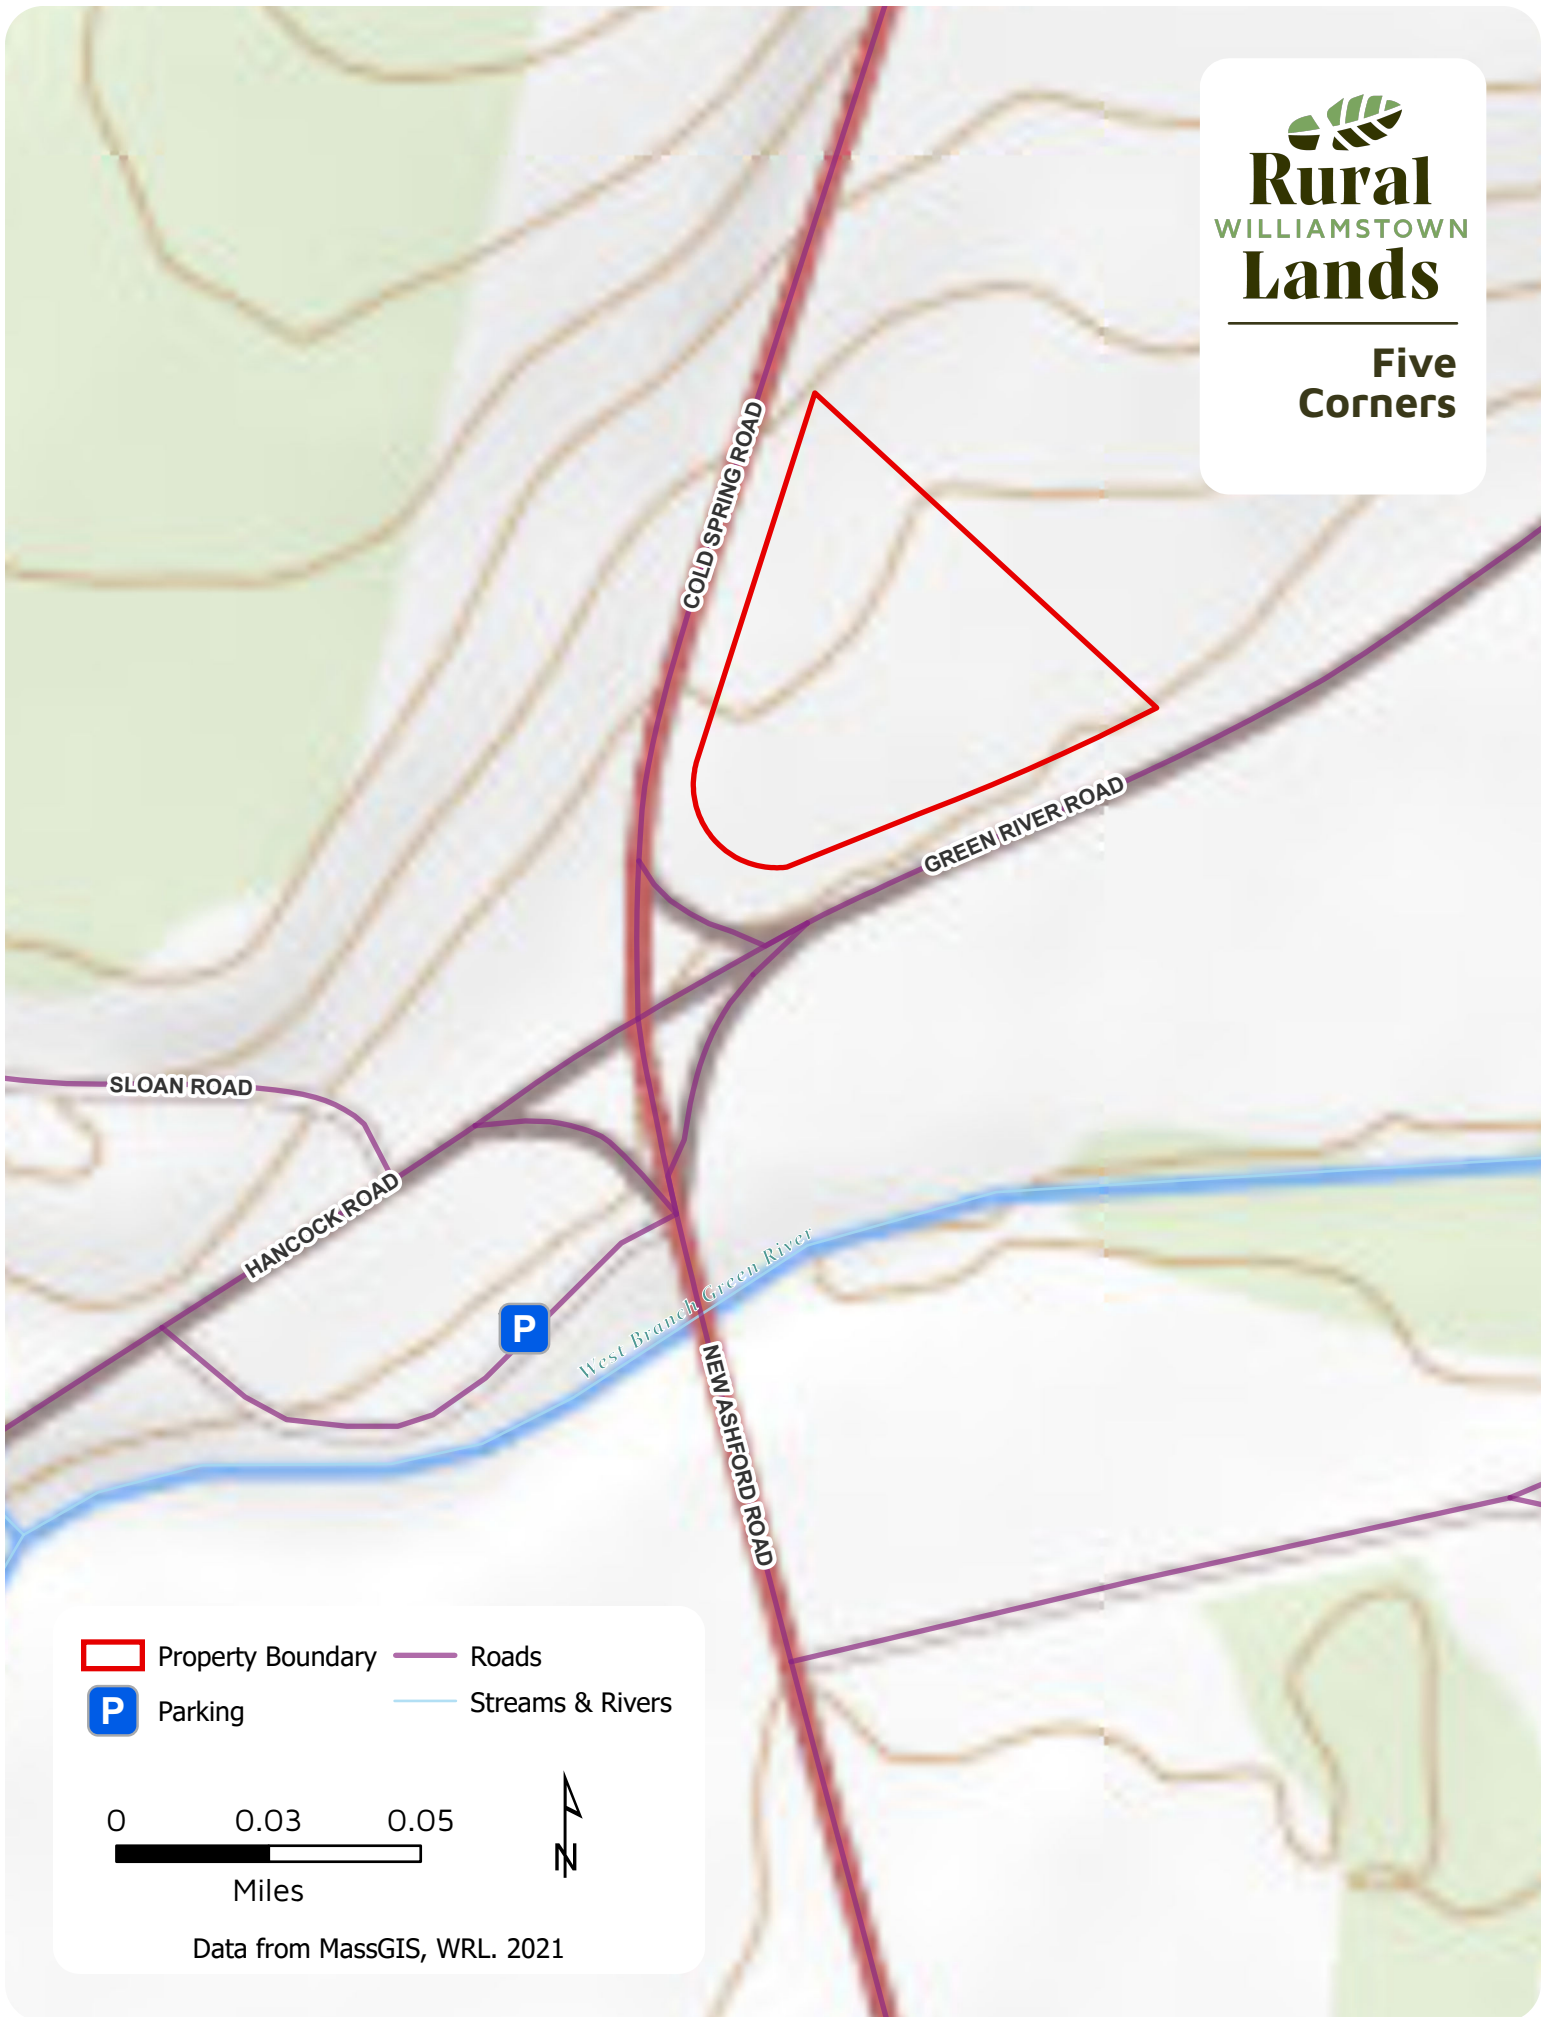 Rural
WILLIAMSTOWN
Lands
Five
Corners
COLD SPRING ROAD
GREEN RIVER ROAD
SLOAN ROAD
HANCOCK ROAD
P
West Branch Green River
NEW ASHFORD ROAD
Property Boundary
Roads
P
Parking
Streams & Rivers
0 0.03 0.05
Miles
N
Data from MassGIS, WRL. 2021